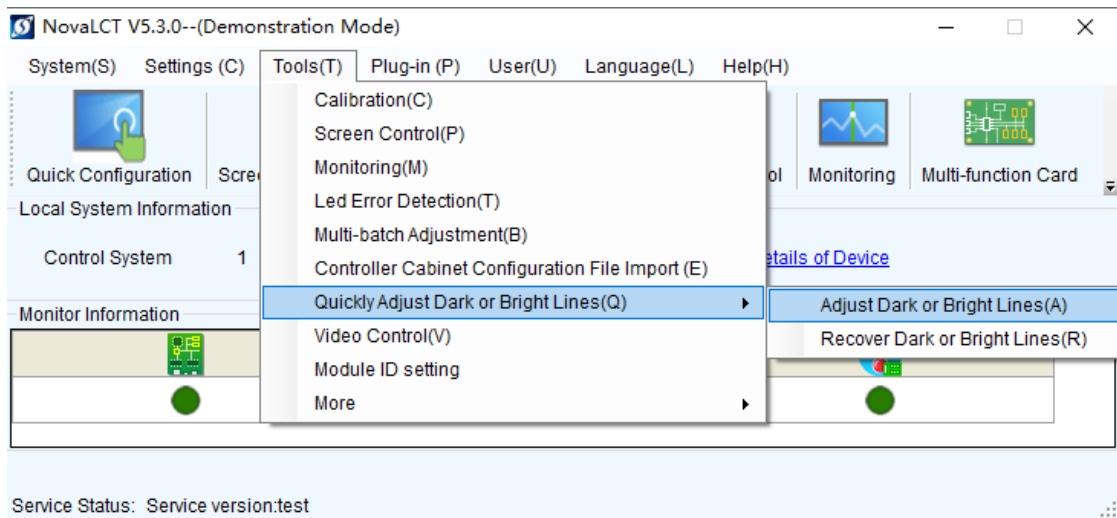 NovaLCT V5.3.0--(Demonstration Mode)
System(S) Settings (C) Tools(T) Plug-in (P) User(U) Language(L) Help(H)
Calibration(C)
Screen Control(P)
Monitoring(M)
Led Error Detection(T)
Multi-batch Adjustment(B)
Controller Cabinet Configuration File Import (E)
Quickly Adjust Dark or Bright Lines(Q)
Video Control(V)
Module ID setting
More
Adjust Dark or Bright Lines(A)
Recover Dark or Bright Lines(R)
Quick Configuration Monitoring Multi-function Card
Local System Information
Control System 1 of Device
Monitor Information
Service Status: Service version:test